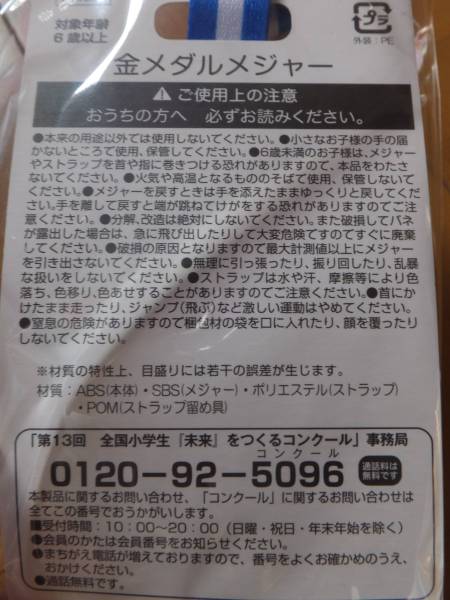 対象年齢
6歳以上
プラ
外装：PE
金メダルメジャー
⚠ ご使用上の注意
おうちの方へ 必ずお読みください。
●本来の用途以外では使用しないでください。●小さなお子様の手の届
かないところで使用、保管してください。●6歳未満のお子様は、メジャー
やストラップを首や指に巻きつける恐れがありますので、本品をわたさ
ないでください。●火気や高温となるもののそばで使用、保管しないで
ください。●メジャーを戻すときは手を添えたままゆっくりと戻してくださ
い。手を離して戻すと端が跳ねてけがをする恐れがありますのでご注
意ください。●分解、改造は絶対にしないでください。また破損してバネ
が露出した場合は、急に飛び出したりして大変危険ですのですぐに廃棄
してください。●破損の原因となりますので最大計測値以上にメジャー
を引き出さないでください。●無理に引っ張ったり、振り回したり、乱暴
な扱いをしないでください。●ストラップは水や汗、摩擦等により色
落ち、色移り、色あせすることがありますのでご注意ください。●首にか
けたまま走ったり、ジャンプ(飛ぶ)など激しい運動はやめてください。
●窒息の危険がありますので梱包材の袋を口に入れたり、顔を覆ったり
しないでください。
※材質の特性上、目盛りには若干の誤差が生じます。
材質：ABS(本体)・SBS(メジャー)・ポリエステル(ストラップ)
・POM(ストラップ留め具)
「第13回 全国小学生『未来』をつくるコンクール」事務局
コンクール
0120-92-5096
通話料は
無料です
本製品に関するお問い合わせ、「コンクール」に関するお問い合わせは
全てこの番号でおうかがいします。
■受付時間：10：00〜20：00（日曜・祝日・年末年始を除く）
❶会員のかたは会員番号をお知らせください。
❶まちがえ電話が増えておりますので、番号をよくお確かめのうえ、
おかけください。
●通話無料です。